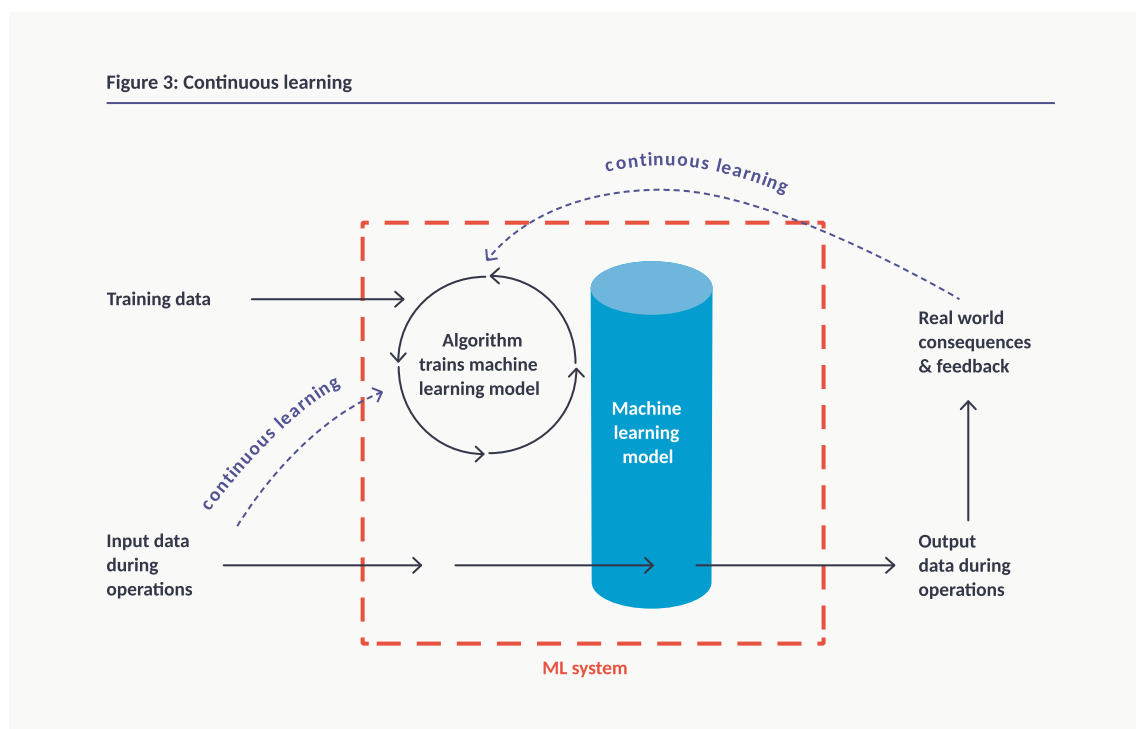 Figure 3: Continuous learning
continuous learning
Training data
Algorithm
trains machine
learning model
Real world
consequences
& feedback
continuous learning
Machine
learning
model
Input data
during
operations
Output
data during
operations
ML system